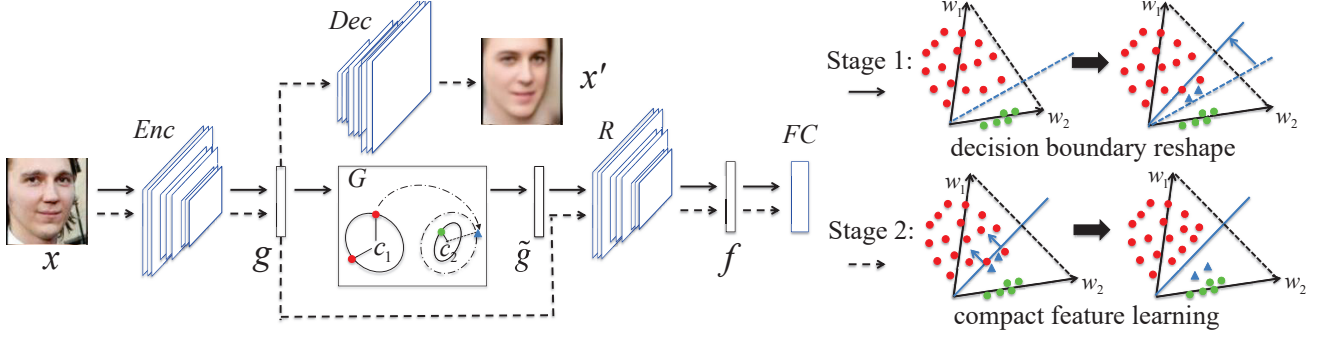 Dec
x′
Enc
x
g
G
c₁
c₂
g̃
R
f
FC
Stage 1:
w₁
w₂
w₁
w₂
decision boundary reshape
Stage 2:
w₁
w₂
w₁
w₂
compact feature learning